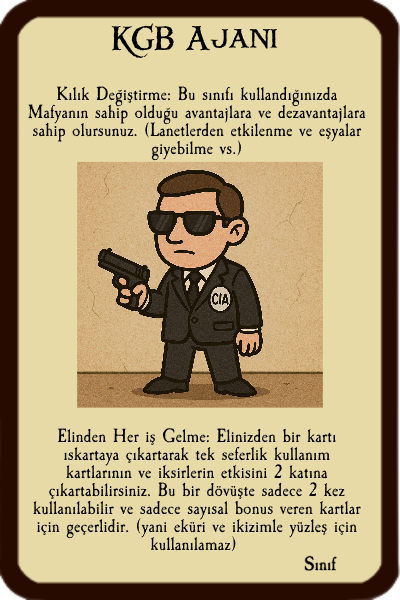 KGB Ajanı
Kılık Değiştirme: Bu sınıfı kullandığınızda
Mafyanın sahip olduğu avantajlara ve dezavantajlara
sahip olursunuz. (Lanetlerden etkilenme ve eşyalar
giyebilme vs.)
CIA
Elinden Her iş Gelme: Elinizden bir kartı
ıskartaya çıkartarak tek seferlik kullanım
kartlarının ve iksirlerin etkisini 2 katına
çıkartabilirsiniz. Bu bir dövüşte sadece 2 kez
kullanılabilir ve sadece sayısal bonus veren kartlar
için geçerlidir. (yani eküri ve ikizimle yüzleş için
kullanılamaz)
Sınıf